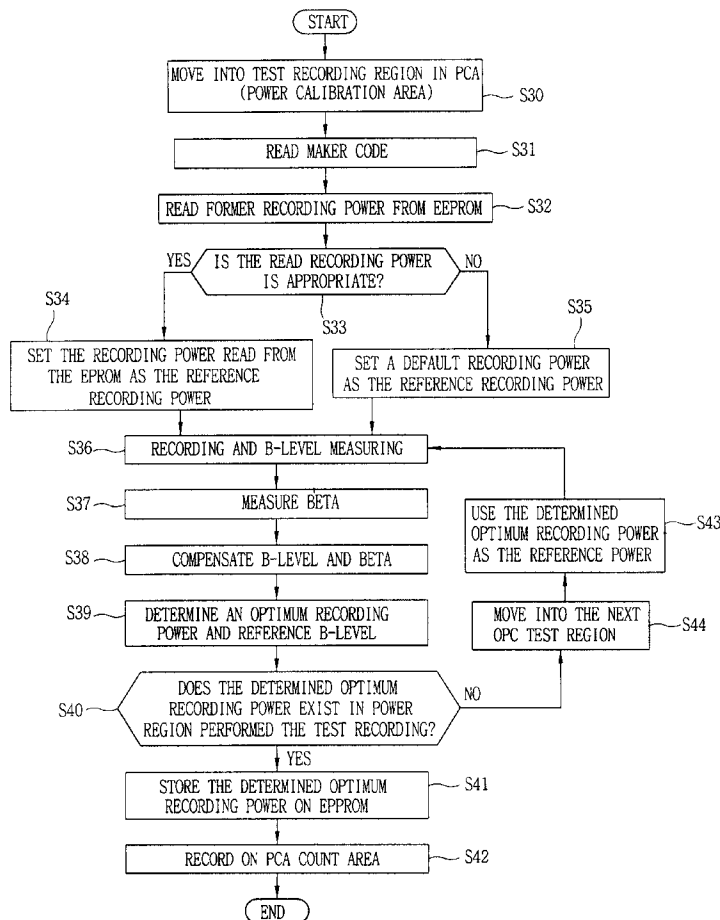 START
MOVE INTO TEST RECORDING REGION IN PCA
(POWER CALIBRATION AREA)
S30
READ MAKER CODE
S31
READ FORMER RECORDING POWER FROM EEPROM
S32
YES
IS THE READ RECORDING POWER
IS APPROPRIATE?
NO
S33
S34
SET THE RECORDING POWER READ FROM
THE EPROM AS THE REFERENCE
RECORDING POWER
S35
SET A DEFAULT RECORDING POWER
AS THE REFERENCE RECORDING POWER
S36
RECORDING AND B-LEVEL MEASURING
S37
MEASURE BETA
S38
COMPENSATE B-LEVEL AND BETA
S39
DETERMINE AN OPTIMUM RECORDING
POWER AND REFERENCE B-LEVEL
USE THE DETERMINED
OPTIMUM RECORDING POWER
AS THE REFERENCE POWER
S43
MOVE INTO THE NEXT
OPC TEST REGION
S44
S40
DOES THE DETERMINED OPTIMUM
RECORDING POWER EXIST IN POWER
REGION PERFORMED THE TEST RECORDING?
NO
YES
STORE THE DETERMINED OPTIMUM
RECORDING POWER ON EPPROM
S41
RECORD ON PCA COUNT AREA
S42
END